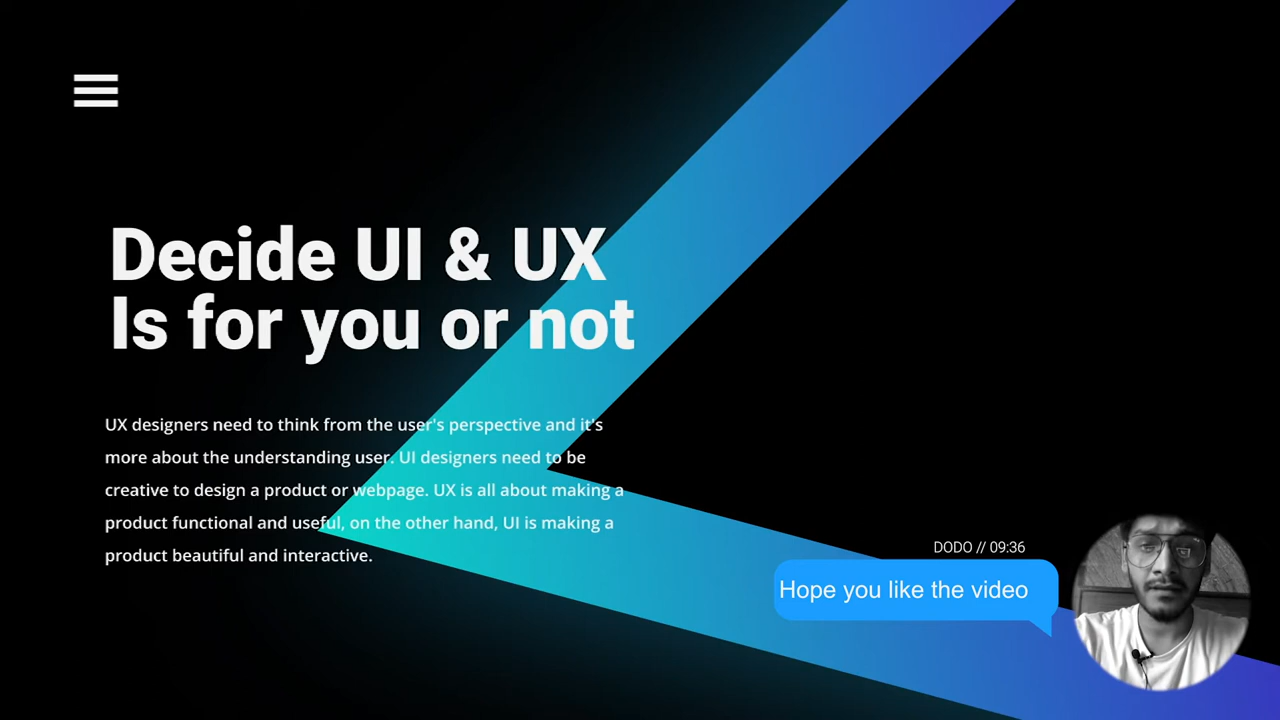 Decide UI & UX
Is for you or not
UX designers need to think from the user's perspective and it's
more about the understanding user. UI designers need to be
creative to design a product or webpage. UX is all about making a
product functional and useful, on the other hand, UI is making a
product beautiful and interactive.
DODO // 09:36
Hope you like the video